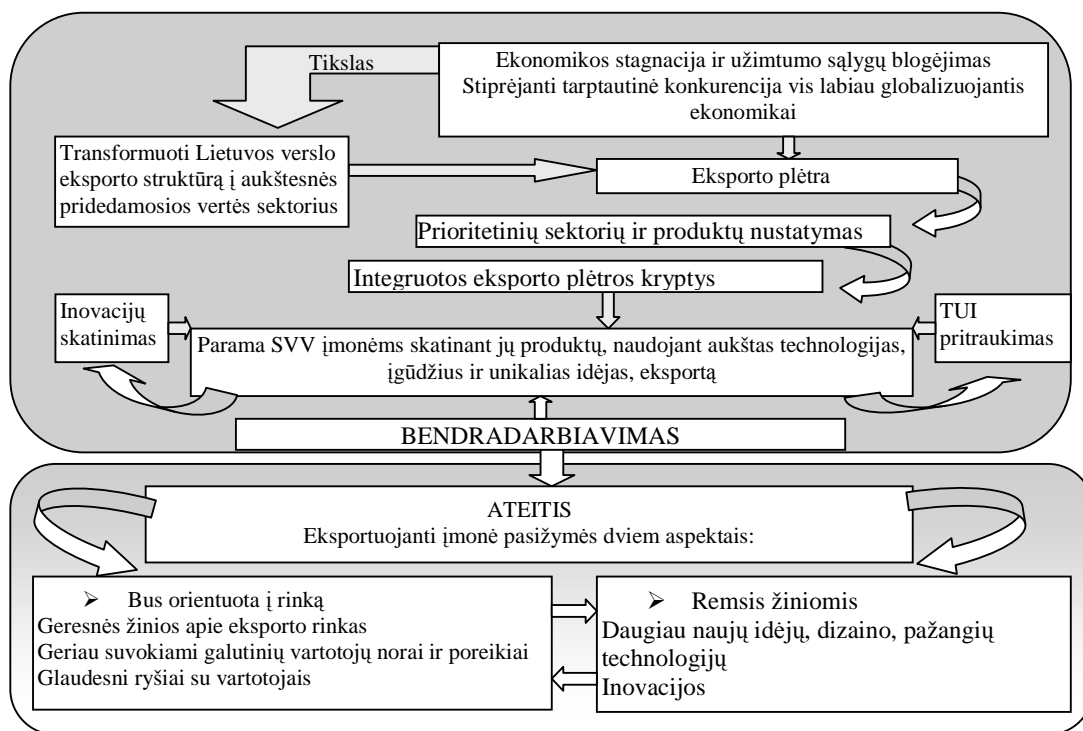 Tikslas
Ekonomikos stagnacija ir užimtumo sąlygų blogėjimas
Stiprėjanti tarptautinė konkurencija vis labiau globalizuojantis
ekonomikai
Transformuoti Lietuvos verslo
eksporto struktūrą į aukštesnės
pridedamosios vertės sektorius
Eksporto plėtra
Prioritetinių sektorių ir produktų nustatymas
Integruotos eksporto plėtros kryptys
Inovacijų
skatinimas
TUI
pritraukimas
Parama SVV įmonėms skatinant jų produktų, naudojant aukštas technologijas,
įgūdžius ir unikalias idėjas, eksportą
BENDRADARBIAVIMAS
ATEITIS
Eksportuojanti įmonė pasižymės dviem aspektais:
➢ Bus orientuota į rinką
Geresnės žinios apie eksporto rinkas
Geriau suvokiami galutinių vartotojų norai ir poreikiai
Glaudesni ryšiai su vartotojais
➢ Remsis žiniomis
Daugiau naujų idėjų, dizaino, pažangių
technologijų
Inovacijos